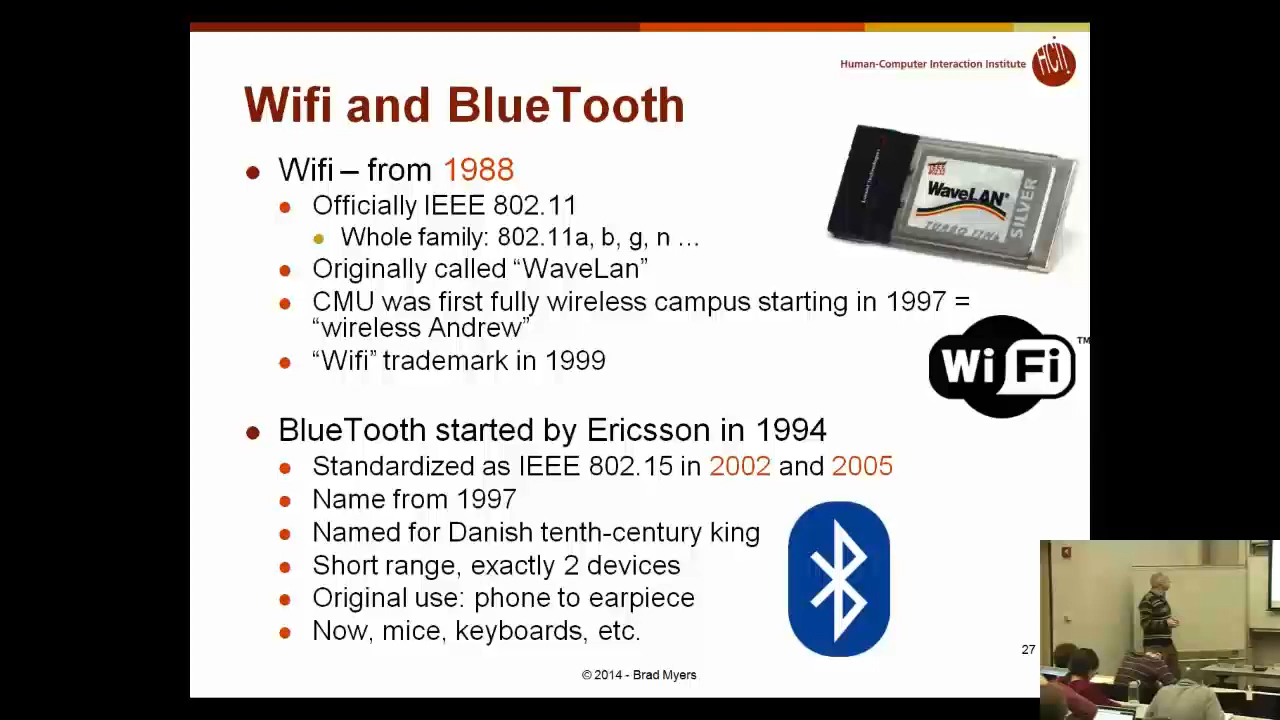 Human-Computer Interaction Institute
HCII
Wifi and BlueTooth
Wifi – from 1988
Officially IEEE 802.11
Whole family: 802.11a, b, g, n ...
Originally called “WaveLan”
CMU was first fully wireless campus starting in 1997 =
“wireless Andrew”
“Wifi” trademark in 1999
WaveLAN
SILVER
Wi Fi TM
BlueTooth started by Ericsson in 1994
Standardized as IEEE 802.15 in 2002 and 2005
Name from 1997
Named for Danish tenth-century king
Short range, exactly 2 devices
Original use: phone to earpiece
Now, mice, keyboards, etc.
27
© 2014 - Brad Myers